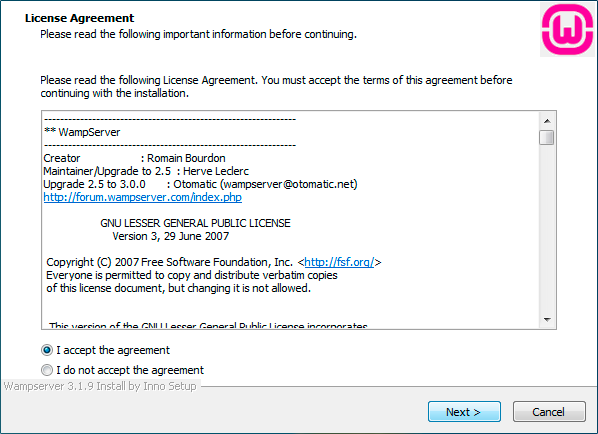 License Agreement
Please read the following important information before continuing.
Please read the following License Agreement. You must accept the terms of this agreement before
continuing with the installation.
------------------------------------------------------------
** WampServer
------------------------------------------------------------
Creator : Romain Bourdon
Maintainer/Upgrade to 2.5 : Herve Leclerc
Upgrade 2.5 to 3.0.0 : Otomatic (wampserver@otomatic.net)
http://forum.wampserver.com/index.php
GNU LESSER GENERAL PUBLIC LICENSE
Version 3, 29 June 2007
Copyright (C) 2007 Free Software Foundation, Inc. <http://fsf.org/>
Everyone is permitted to copy and distribute verbatim copies
of this license document, but changing it is not allowed.
This version of the GNU Lesser General Public License incorporates
I accept the agreement
I do not accept the agreement
Wampserver 3.1.9 Install by Inno Setup
Next >
Cancel